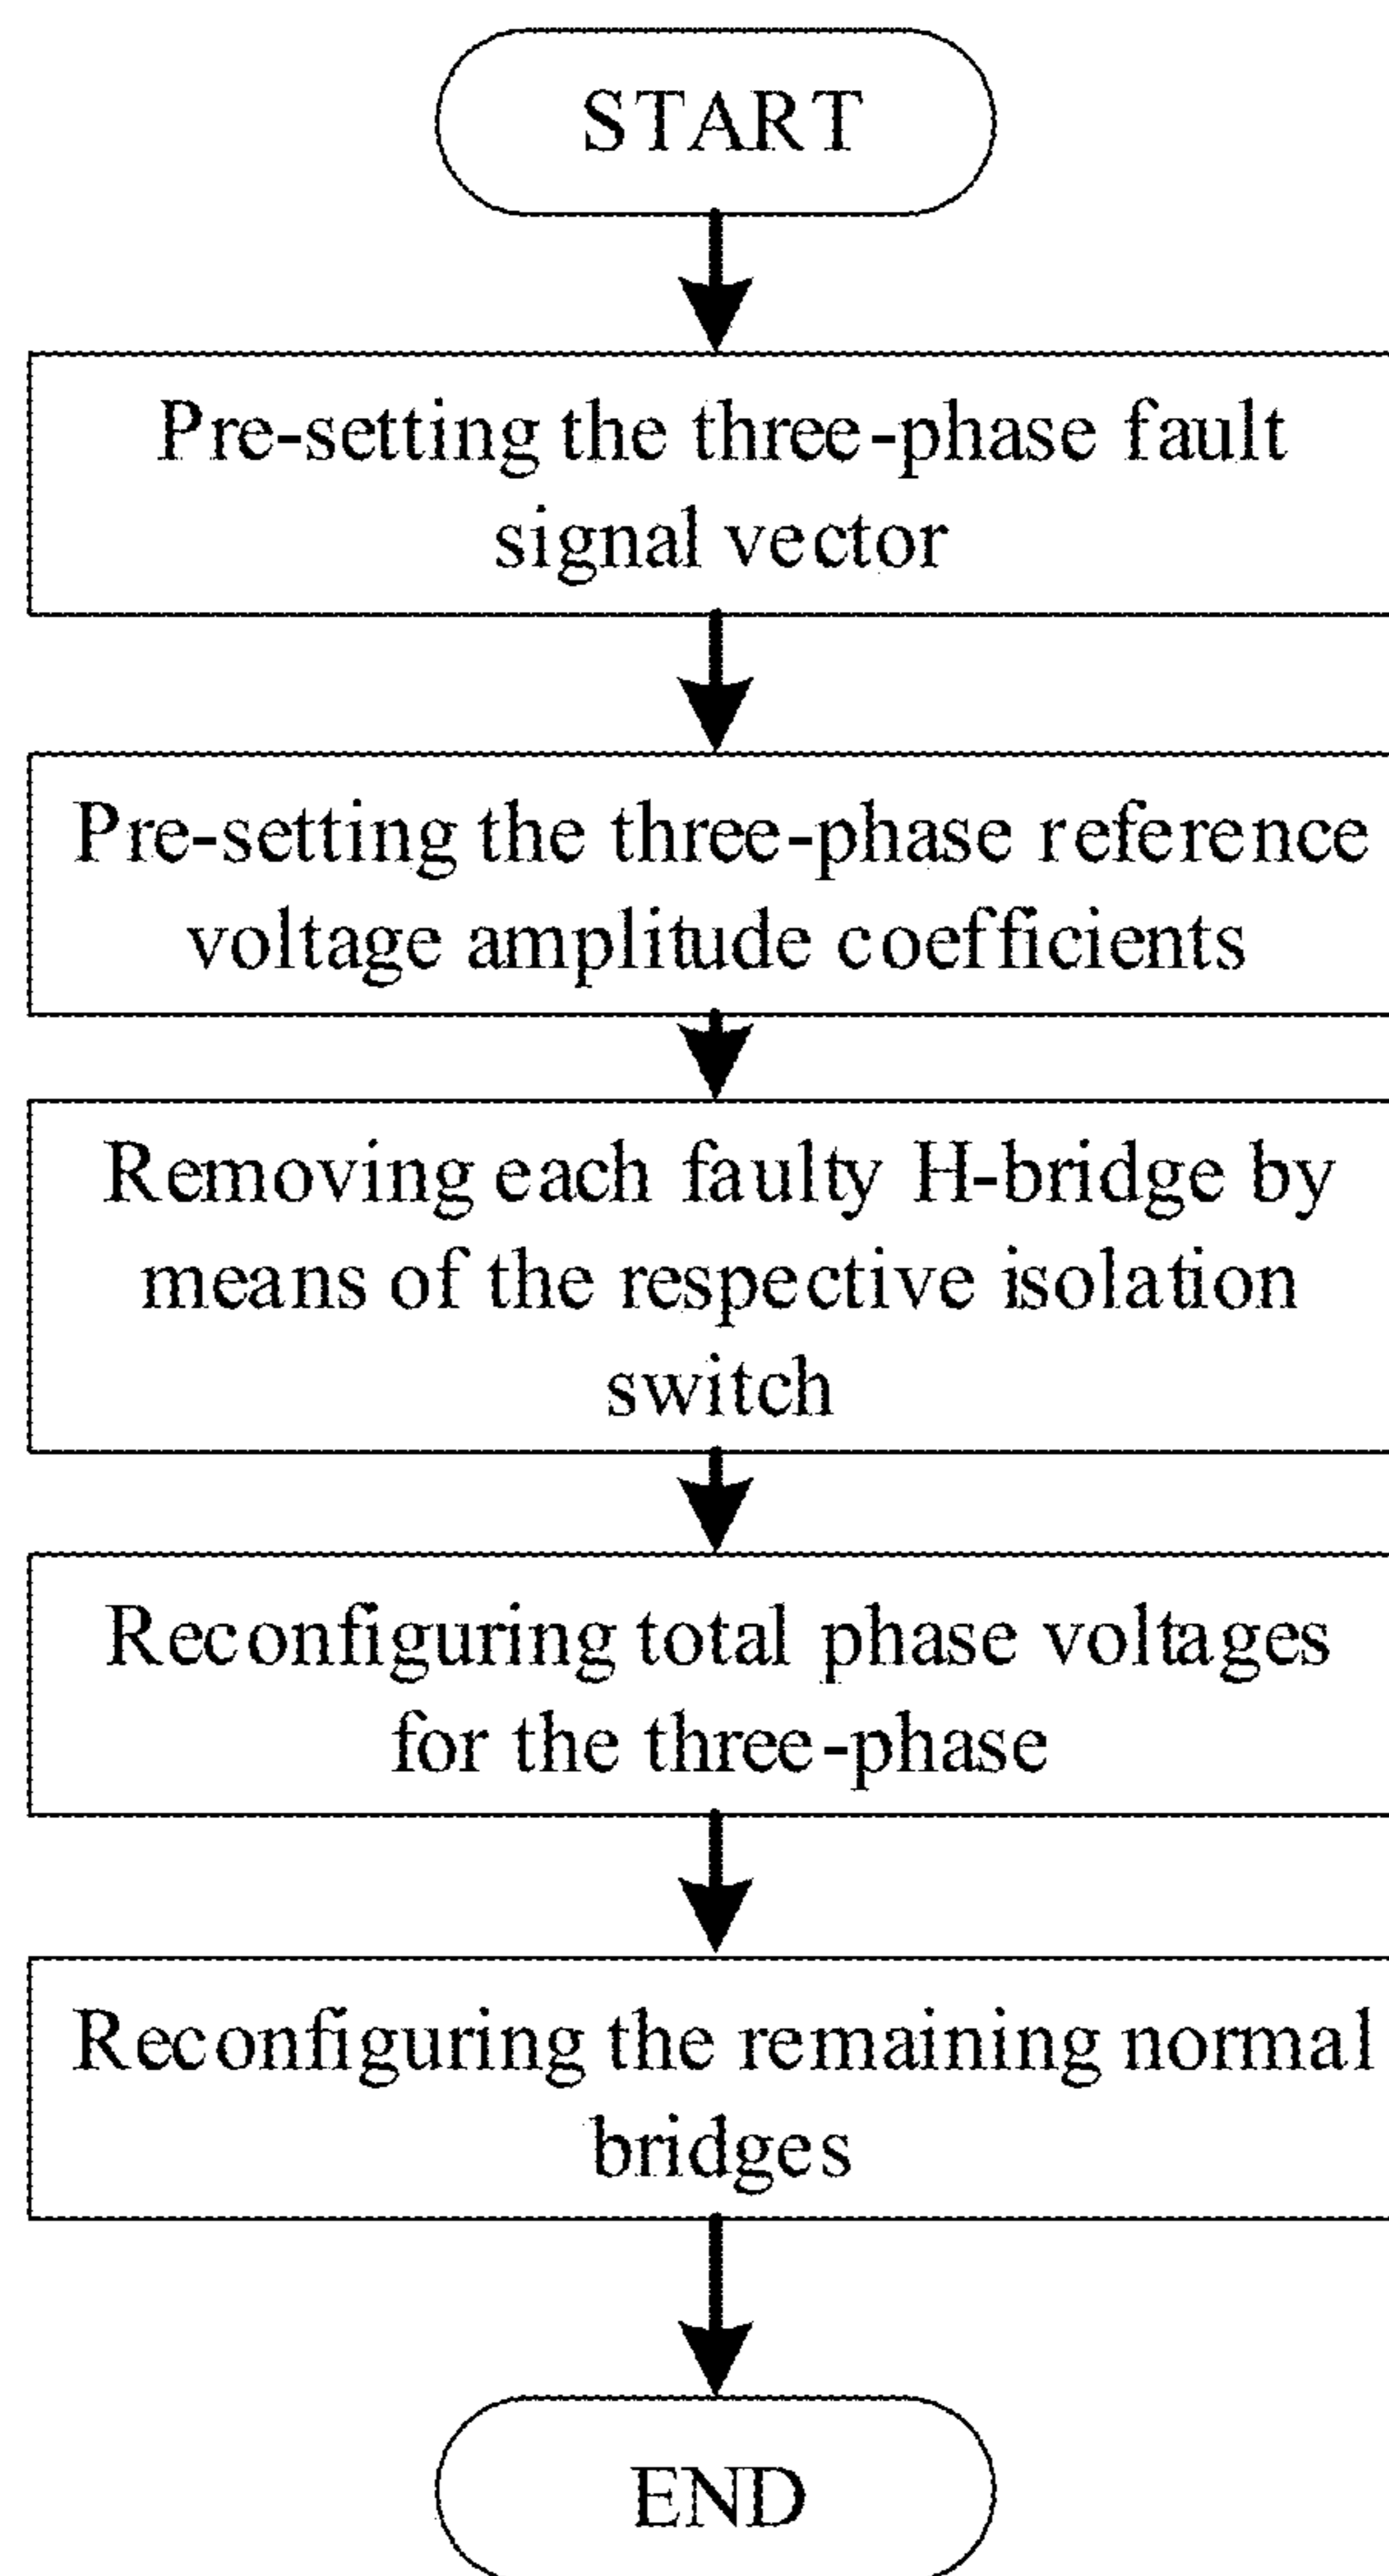 START
Pre-setting the three-phase fault
signal vector
Pre-setting the three-phase reference
voltage amplitude coefficients
Removing each faulty H-bridge by
means of the respective isolation
switch
Reconfiguring total phase voltages
for the three-phase
Reconfiguring the remaining normal
bridges
END